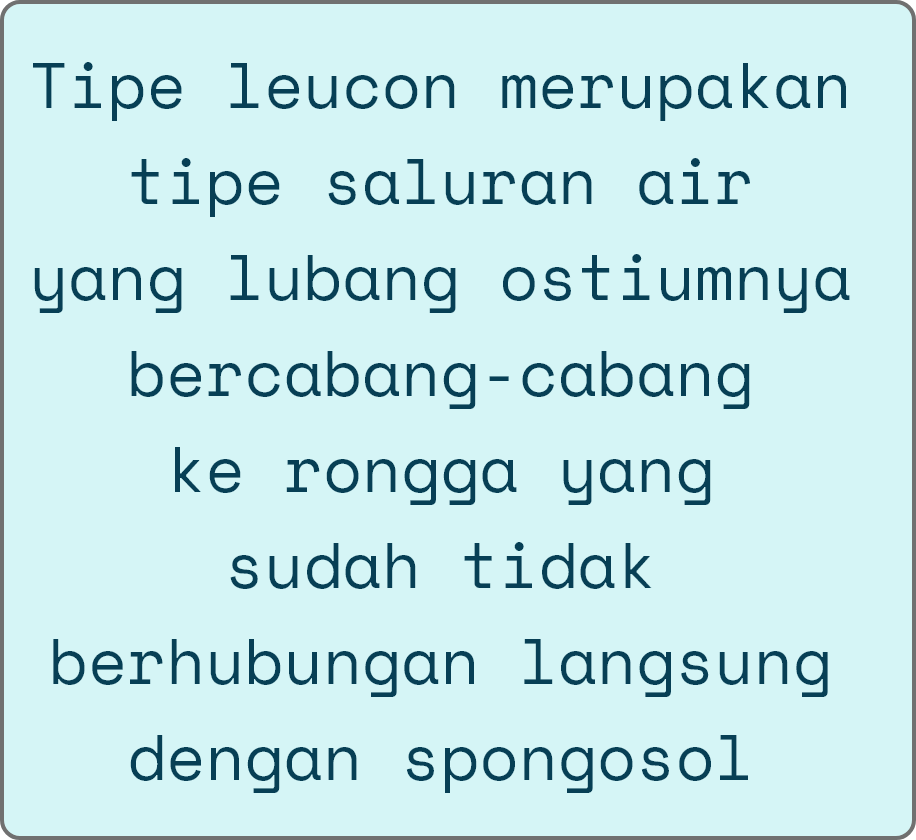 Tipe leucon merupakan
tipe saluran air
yang lubang ostiumnya
bercabang-cabang
ke rongga yang
sudah tidak
berhubungan langsung
dengan spongosol